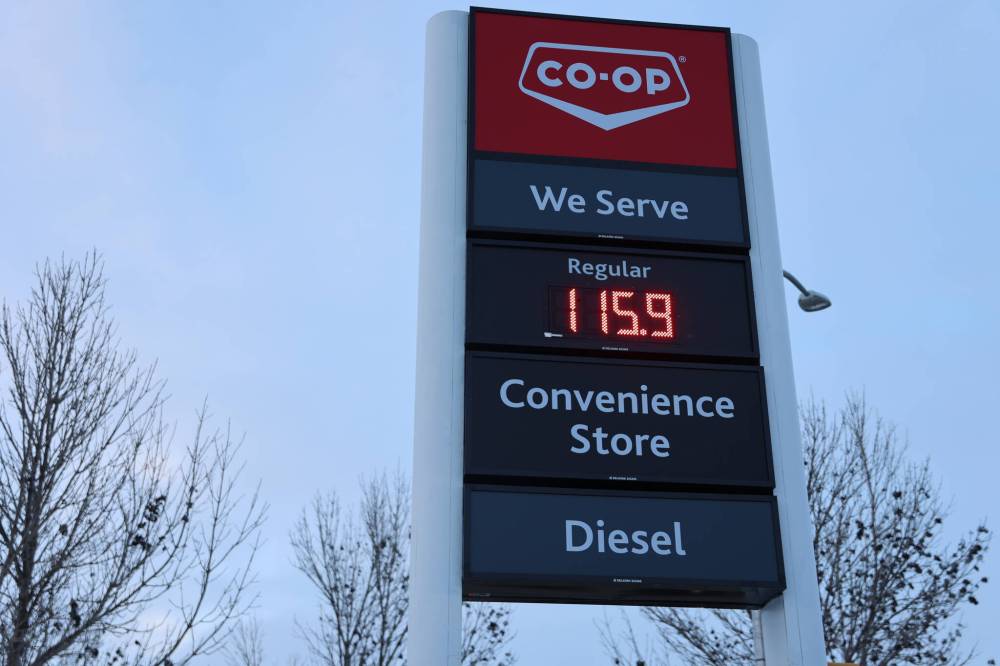 CO-OP®
We Serve
Regular
115.9
Convenience
Store
Diesel